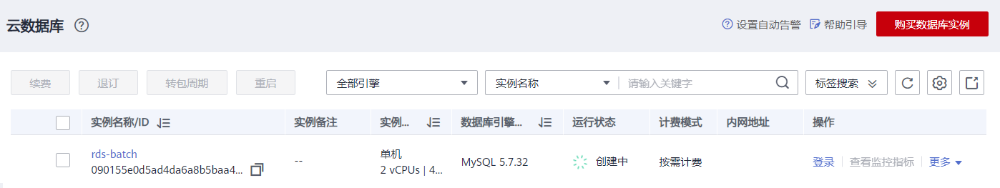 云数据库
设置自动告警 帮助引导 购买数据库实例
续费 退订 转包周期 重启 全部引擎 实例名称 请输入关键字 标签搜索
实例名称/ID 实例备注 实例... 数据库引擎... 运行状态 计费模式 内网地址 操作
rds-batch
090155e0d5ad4da6a8b5baa4...
--
单机
2 vCPUs | 4...
MySQL 5.7.32 创建中 按需计费 登录 查看监控指标 更多